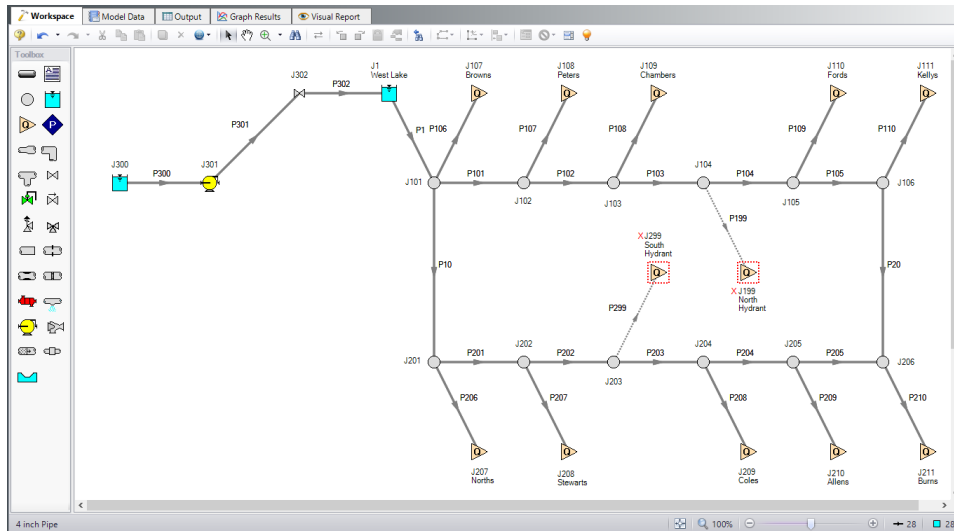 Workspace
Model Data
Output
Graph Results
Visual Report
Toolbox
J1
West Lake
J107
Browns
J108
Peters
J109
Chambers
J110
Fords
J111
Kellys
J302
P302
P301
P1
P106
P107
P108
P109
P110
J300
P300
J301
J101
P101
J102
P102
J103
P103
J104
P104
J105
P105
J106
P199
X J299
South
Hydrant
P10
P20
X J199
North
Hydrant
P299
J201
P201
J202
P202
J203
P203
J204
P204
J205
P205
J206
P206
P207
P208
P209
P210
J207
Norths
J208
Stewarts
J209
Coles
J210
Allens
J211
Burns
Q
Q
Q
Q
Q
Q
Q
Q
Q
Q
Q
Q
Q
P
A
4 inch Pipe
100%
28
28